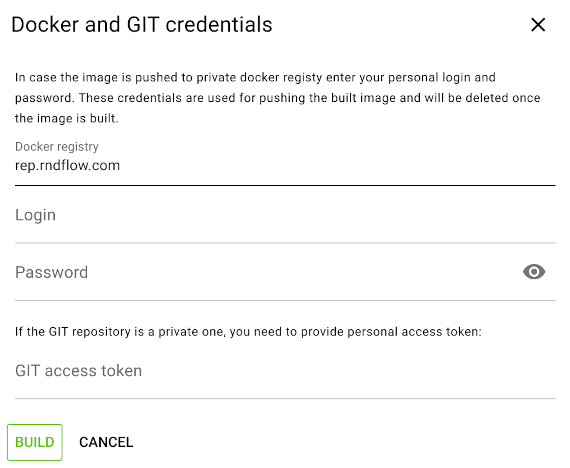 Docker and GIT credentials
In case the image is pushed to private docker registy enter your personal login and
password. These credentials are used for pushing the built image and will be deleted once
the image is built.
Docker registry
rep.rndflow.com
Login
Password
If the GIT repository is a private one, you need to provide personal access token:
GIT access token
BUILD CANCEL